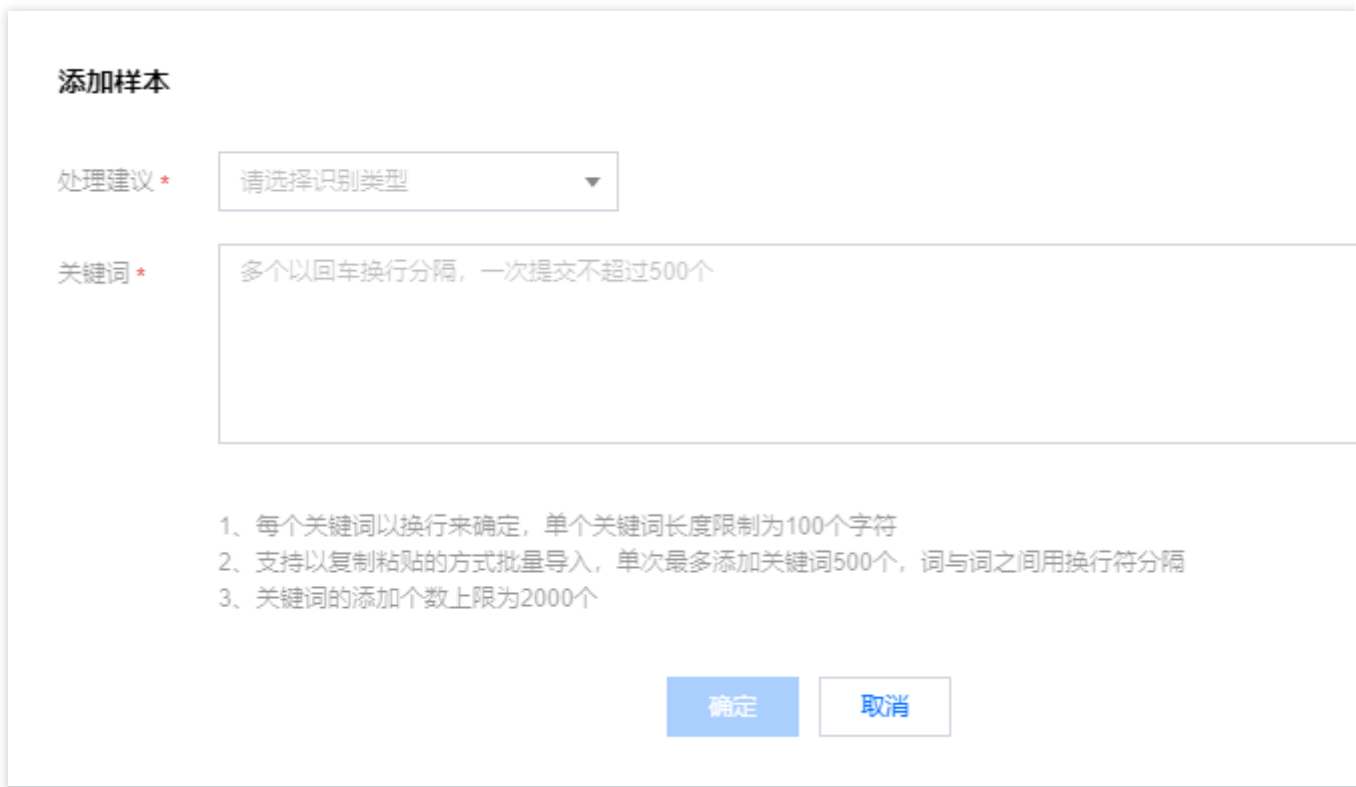 添加样本
处理建议 * 请选择识别类型
关键词 * 多个以回车换行分隔，一次提交不超过500个
1、每个关键词以换行来确定，单个关键词长度限制为100个字符
2、支持以复制粘贴的方式批量导入，单次最多添加关键词500个，词与词之间用换行符分隔
3、关键词的添加个数上限为2000个
确定 取消